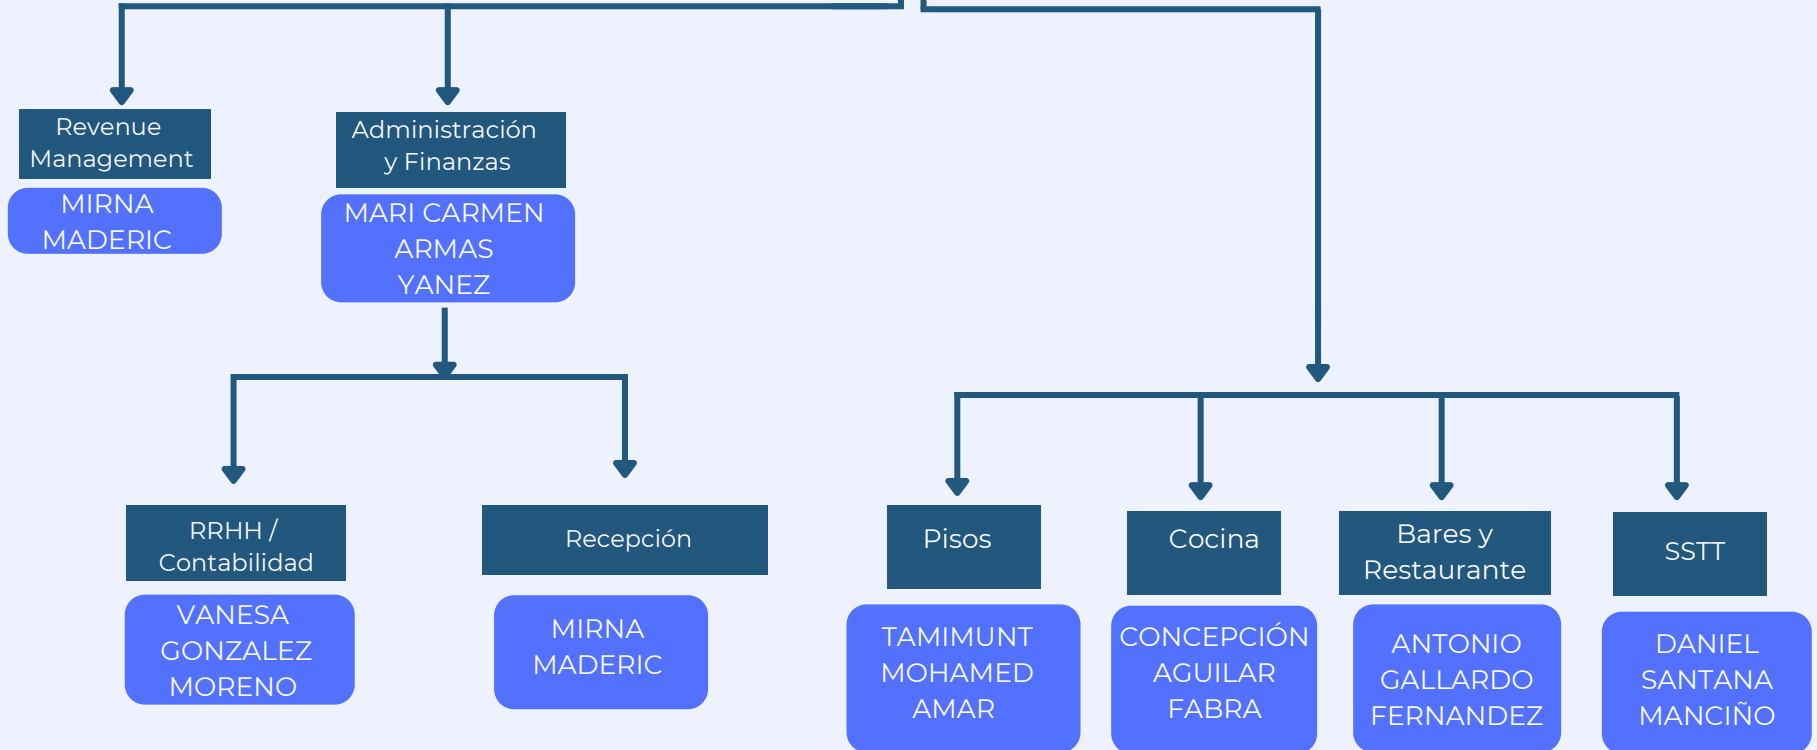 Revenue
Management
MIRNA
MADERIC
Administración
y Finanzas
MARI CARMEN
ARMAS
YANEZ
RRHH /
Contabilidad
VANESA
GONZALEZ
MORENO
Recepción
MIRNA
MADERIC
Pisos
TAMIMUNT
MOHAMED
AMAR
Cocina
CONCEPCIÓN
AGUILAR
FABRA
Bares y
Restaurante
ANTONIO
GALLARDO
FERNANDEZ
SSTT
DANIEL
SANTANA
MANCIÑO